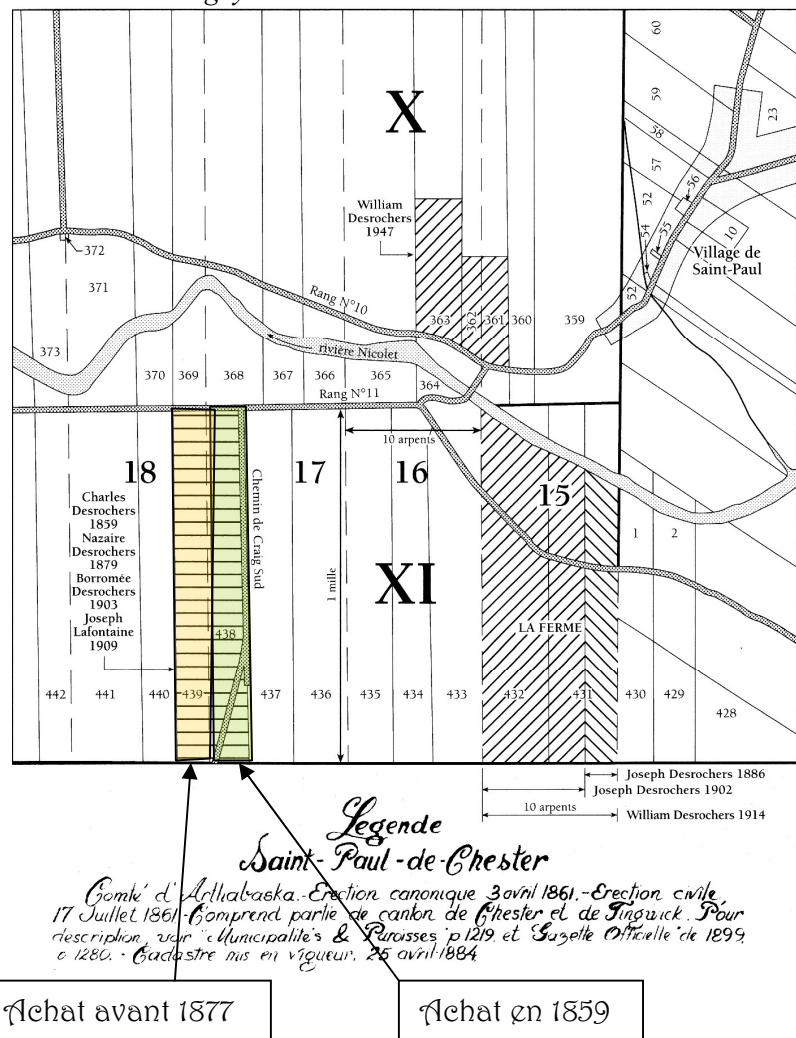 X
60
59
58
57
52
54
55
56
23
10
52
Village de
Saint-Paul
William
Desrochers
1947
372
371
373
Rang N°10
363
362
361
360
359
rivière Nicolet
370
369
368
367
366
365
364
Rang N°11
10 arpents
18
17
16
15
XI
1
2
Charles
Desrochers
1859
Nazaire
Desrochers
1879
Borromée
Desrochers
1903
Joseph
Lafontaine
1909
Chemin de Craig Sud
1 mille
438
LA FERME
442
441
440
439
437
436
435
434
433
432
431
430
429
428
Joseph Desrochers 1886
Joseph Desrochers 1902
10 arpents
William Desrochers 1914
Légende
Saint-Paul-de-Chester
Comté d'Arthabaska.-Erection canonique 3 avril 1861.-Erection civile,
17 Juillet 1861.-Comprend partie de canton de Chester et de Tingwick. Pour
description, voir "Municipalités & Paroisses" p 1219, et Gazette Officielle de 1899,
p 1280. - Cadastre mis en vigueur, 25 avril 1884
Achat avant 1877
Achat en 1859